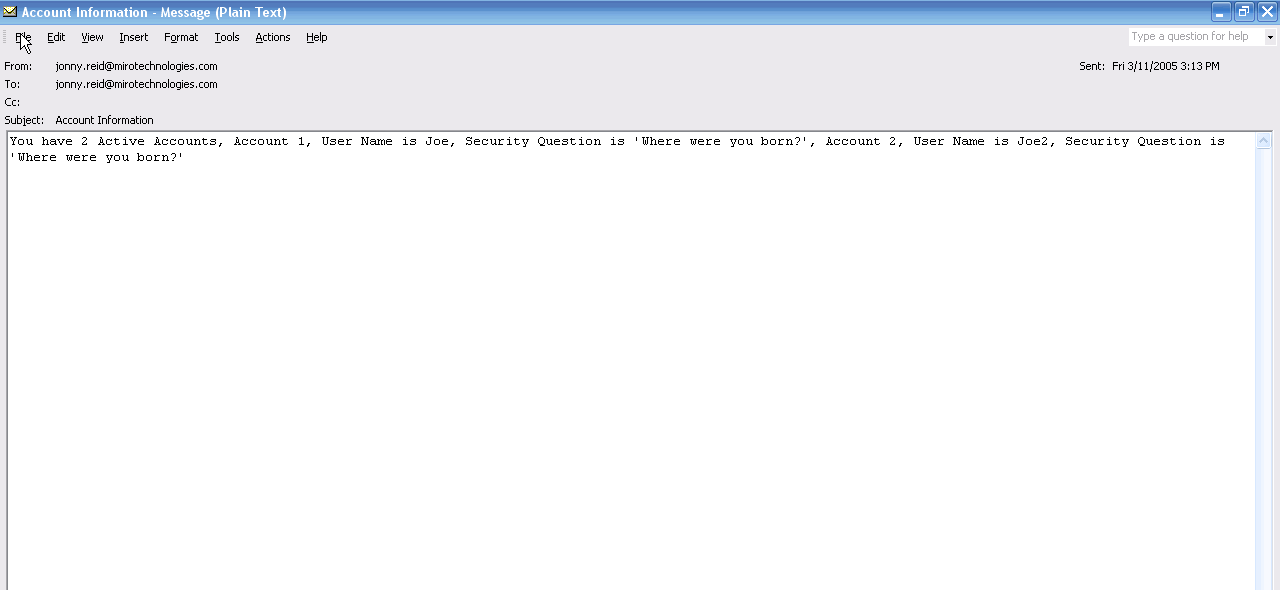 Account Information - Message (Plain Text)
File Edit View Insert Format Tools Actions Help Type a question for help
From: jonny.reid@mirotechnologies.com Sent: Fri 3/11/2005 3:13 PM
To: jonny.reid@mirotechnologies.com
Cc:
Subject: Account Information
You have 2 Active Accounts, Account 1, User Name is Joe, Security Question is 'Where were you born?', Account 2, User Name is Joe2, Security Question is
'Where were you born?'